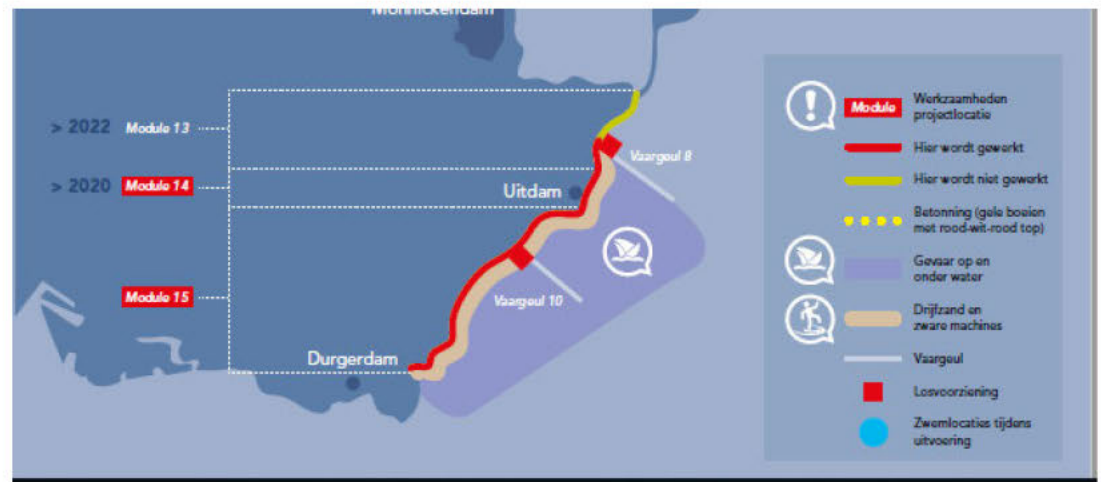 Monnickendam
> 2022 Module 13
Vaargeul 8
> 2020 Module 14
Uitdam
Module 15
Vaargeul 10
Durgerdam
Module
Werkzaamheden
projectlocatie
Hier wordt gewerkt
Hier wordt niet gewerkt
Betonning (gele boeien
met rood-wit-rood top)
Gevaar op en
onder water
Drijfzand en
zware machines
Vaargeul
Losvoorziening
Zwemlocaties tijdens
uitvoering